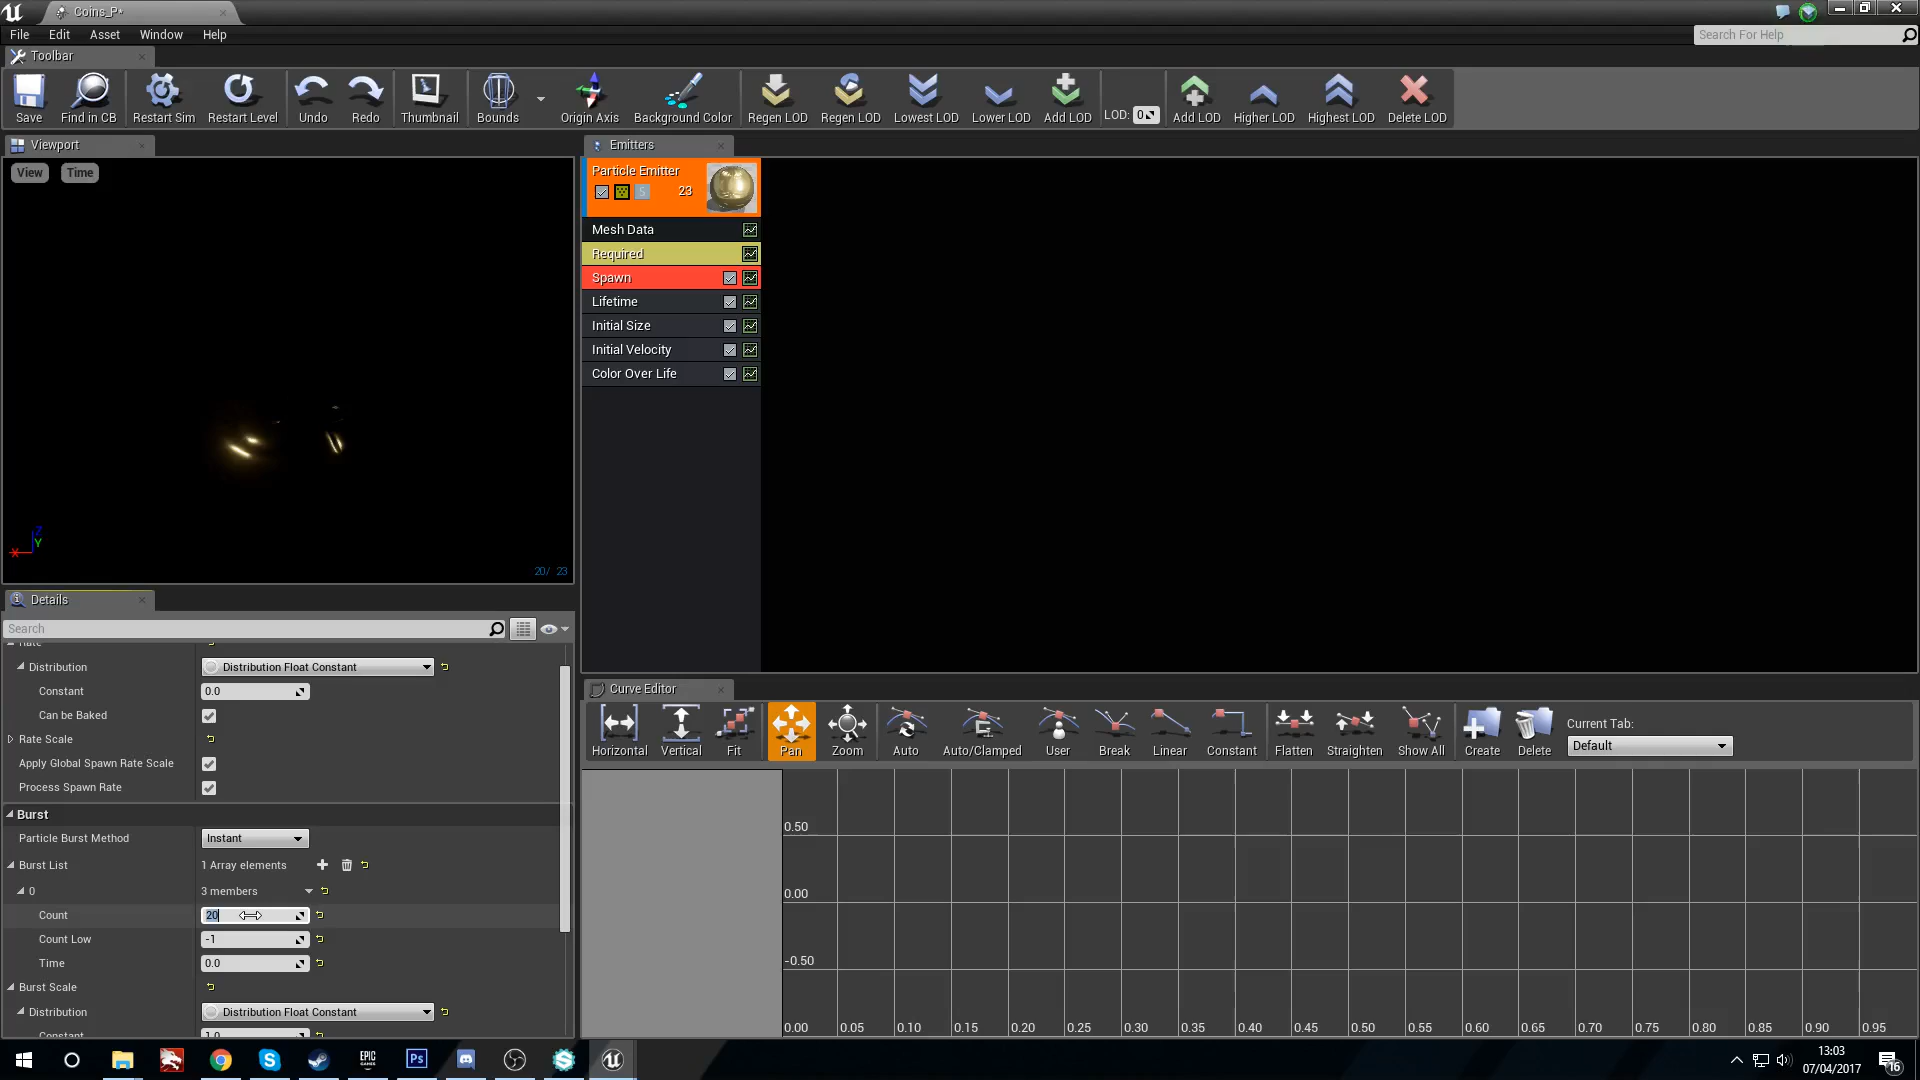 Coins_P*
File Edit Asset Window Help
Search For Help
Toolbar
Save Find in CB Restart Sim Restart Level Undo Redo Thumbnail Bounds Origin Axis Background Color Regen LOD Regen LOD Lowest LOD Lower LOD Add LOD LOD: 0 Add LOD Higher LOD Highest LOD Delete LOD
Viewport
Emitters
View Time
Particle Emitter
S 23
Mesh Data
Required
Spawn
Lifetime
Initial Size
Initial Velocity
Color Over Life
Z
Y
X
20/ 23
Details
Search
Rate
Distribution Distribution Float Constant
Constant 0.0
Can be Baked
Rate Scale
Apply Global Spawn Rate Scale
Process Spawn Rate
Burst
Particle Burst Method Instant
Burst List 1 Array elements
0 3 members
Count 20
Count Low -1
Time 0.0
Burst Scale
Distribution Distribution Float Constant
Constant 1.0
Curve Editor
Horizontal Vertical Fit Pan Zoom Auto Auto/Clamped User Break Linear Constant Flatten Straighten Show All Create Delete
Current Tab:
Default
0.50
0.00
-0.50
0.00 0.05 0.10 0.15 0.20 0.25 0.30 0.35 0.40 0.45 0.50 0.55 0.60 0.65 0.70 0.75 0.80 0.85 0.90 0.95
EPIC
GAMES
Ps
13:03
07/04/2017
16